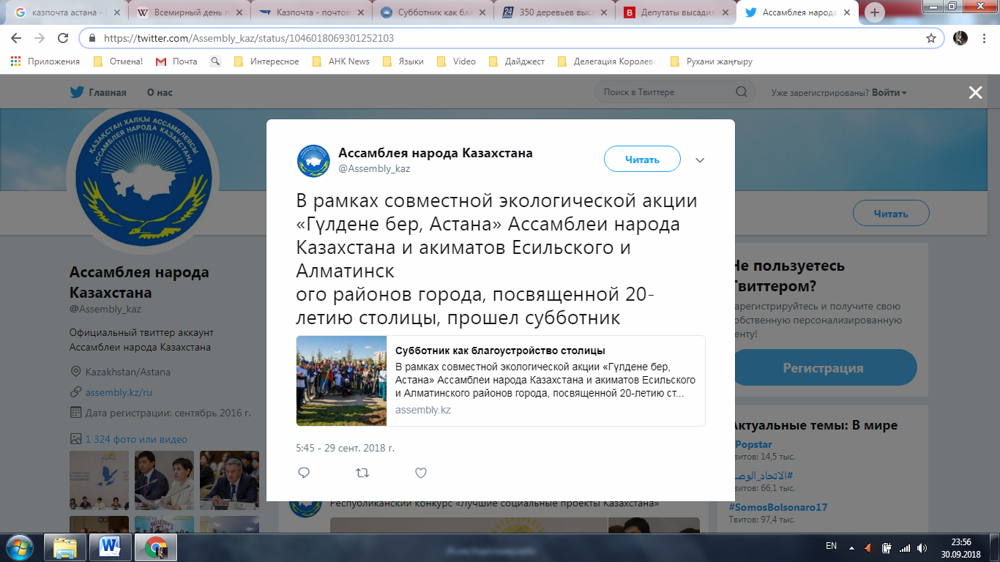 казпочта астана -
Всемирный день п
Казпочта - почтов
Субботник как бла
350 деревьев выса
Депутаты высадил
Ассамблея народа
https://twitter.com/Assembly_kaz/status/1046018069301252103
Приложения
Отмена!
Почта
Интересное
АНК News
Языки
Video
Дайджест
Делегация Королевс
Рухани жаңғыру
Главная
О нас
Поиск в Твиттере
Уже зарегистрированы? Войти
ҚАЗАҚСТАН ХАЛҚЫ АССАМБЛЕЯСЫ
АССАМБЛЕЯ НАРОДА КАЗАХСТАНА
Ассамблея народа Казахстана
@Assembly_kaz
Читать
В рамках совместной экологической акции
«Гүлдене бер, Астана» Ассамблеи народа
Казахстана и акиматов Есильского и
Алматинск
ого районов города, посвященной 20-
летию столицы, прошел субботник
Субботник как благоустройство столицы
В рамках совместной экологической акции «Гүлдене бер,
Астана» Ассамблеи народа Казахстана и акиматов Есильского
и Алматинского районов города, посвященной 20-летию ст...
assembly.kz
5:45 - 29 сент. 2018 г.
Ассамблея народа
Казахстана
@Assembly_kaz
Официальный твиттер аккаунт
Ассамблеи народа Казахстана
Kazakhstan/Astana
assembly.kz/ru
Дата регистрации: сентябрь 2016 г.
1 324 фото или видео
Читать
Не пользуетесь
Твиттером?
арегистрируйтесь и получите свою
обственную персонализированную
енту!
Регистрация
Актуальные темы: В мире
Popstar
Твитов: 14,5 тыс.
#الاتحاد_الوص
Твитов: 66,1 тыс.
#SomosBolsonaro17
Твитов: 97,4 тыс.
Республиканский конкурс «Лучшие социальные проекты Казахстана»
EN
23:56
30.09.2018